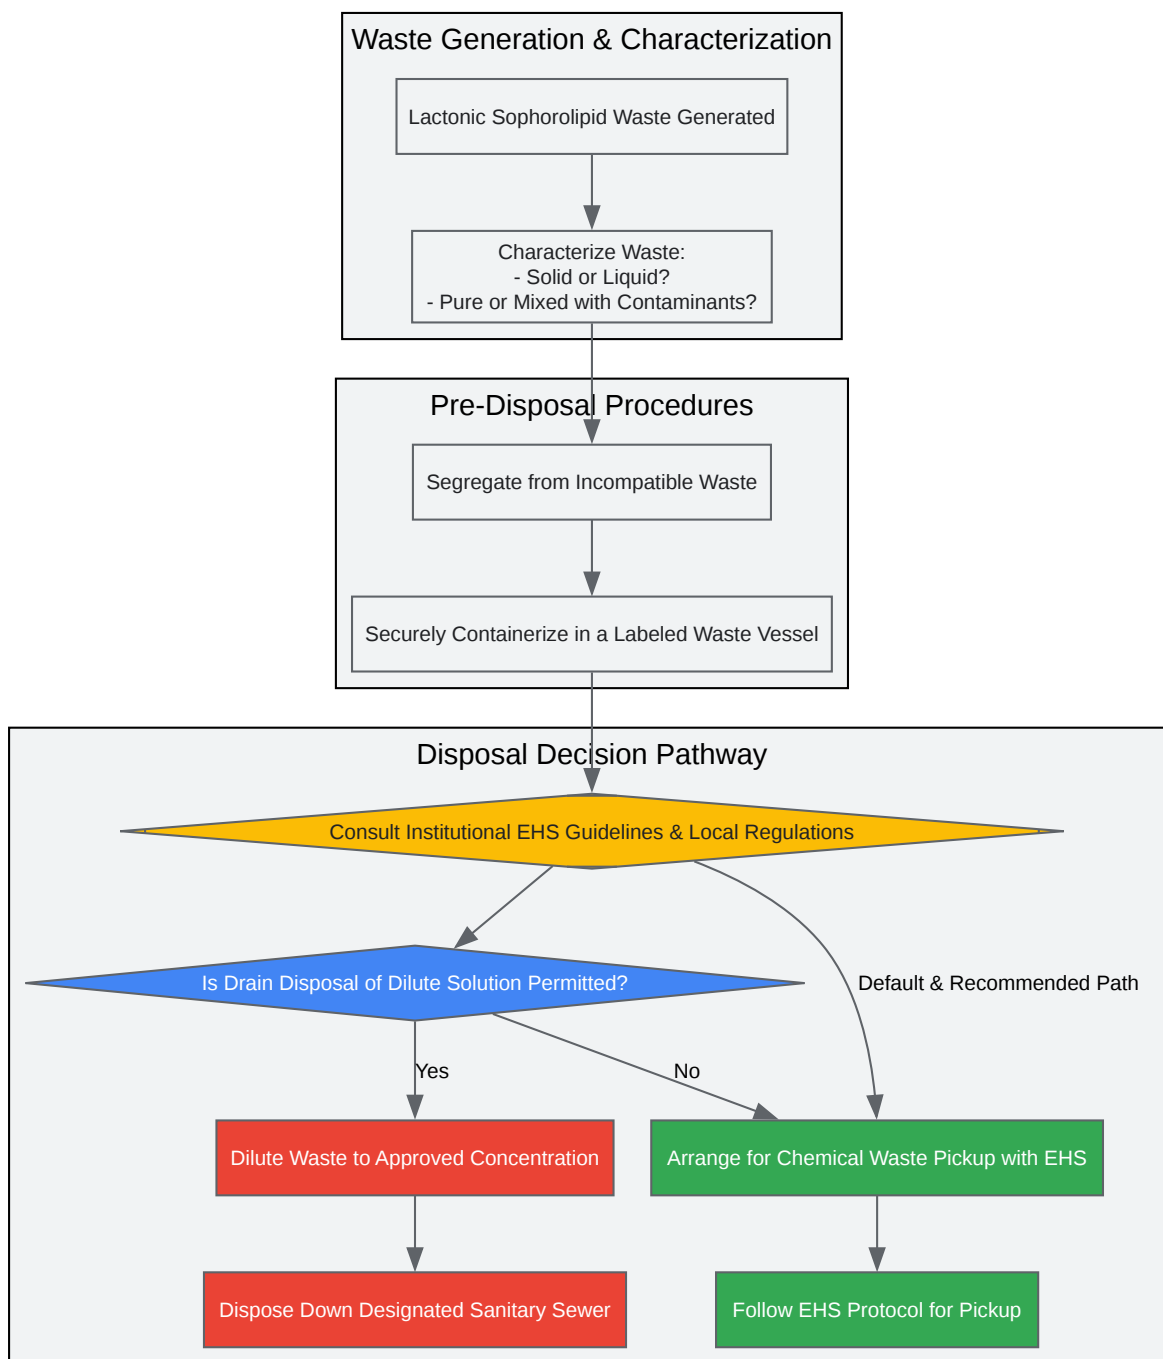 Waste Generation & Characterization
Lactonic Sophorolipid Waste Generated
Characterize Waste:
- Solid or Liquid?
- Pure or Mixed with Contaminants?
Pre-Disposal Procedures
Segregate from Incompatible Waste
Securely Containerize in a Labeled Waste Vessel
Disposal Decision Pathway
Consult Institutional EHS Guidelines & Local Regulations
Is Drain Disposal of Dilute Solution Permitted?
Default & Recommended Path
Yes
No
Dilute Waste to Approved Concentration
Arrange for Chemical Waste Pickup with EHS
Dispose Down Designated Sanitary Sewer
Follow EHS Protocol for Pickup